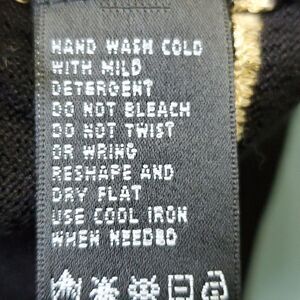 HAND WASH COLD
WITH MILD
DETERGENT
DO NOT BLEACH
DO NOT TWIST
OR WRING
RESHAPE AND
DRY FLAT
USE COOL IRON
WHEN NEEDED